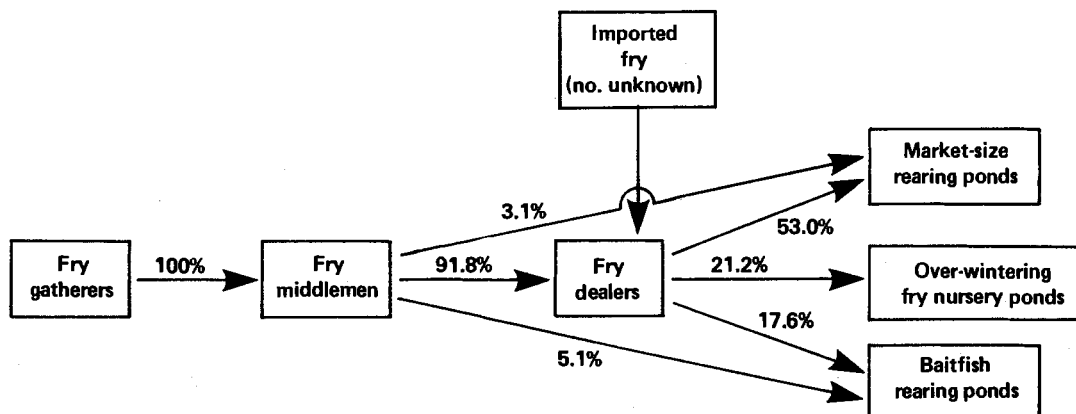 Imported
fry
(no. unknown)
Market-size
rearing ponds
3.1%
53.0%
Fry
gatherers
100%
Fry
middlemen
91.8%
Fry
dealers
21.2%
Over-wintering
fry nursery ponds
17.6%
5.1%
Baitfish
rearing ponds